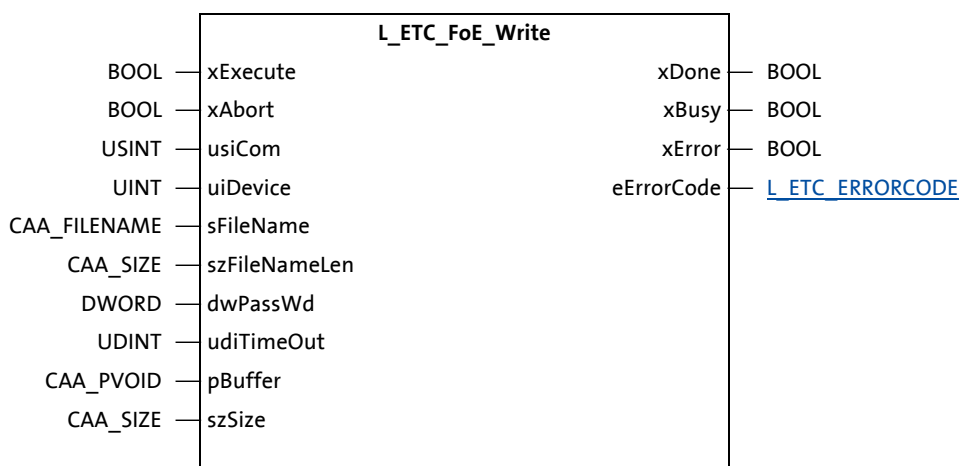 L_ETC_FoE_Write
BOOL xExecute xDone BOOL
BOOL xAbort xBusy BOOL
USINT usiCom xError BOOL
UINT uiDevice eErrorCode L_ETC_ERRORCODE
CAA_FILENAME sFileName
CAA_SIZE szFileNameLen
DWORD dwPassWd
UDINT udiTimeOut
CAA_PVOID pBuffer
CAA_SIZE szSize